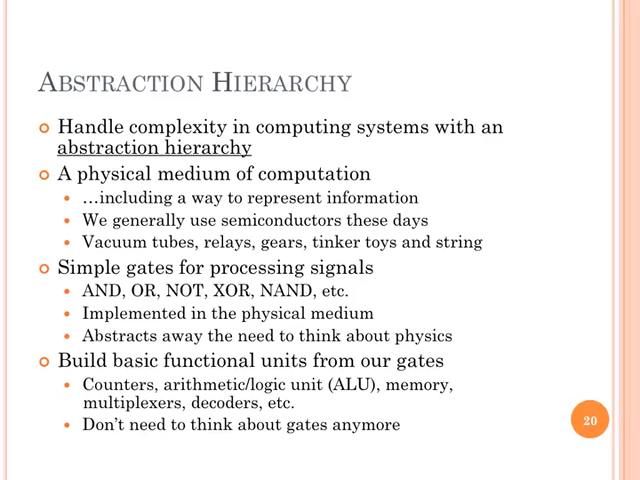 ABSTRACTION HIERARCHY
Handle complexity in computing systems with an
abstraction hierarchy
A physical medium of computation
…including a way to represent information
We generally use semiconductors these days
Vacuum tubes, relays, gears, tinker toys and string
Simple gates for processing signals
AND, OR, NOT, XOR, NAND, etc.
Implemented in the physical medium
Abstracts away the need to think about physics
Build basic functional units from our gates
Counters, arithmetic/logic unit (ALU), memory,
multiplexers, decoders, etc.
Don’t need to think about gates anymore
20